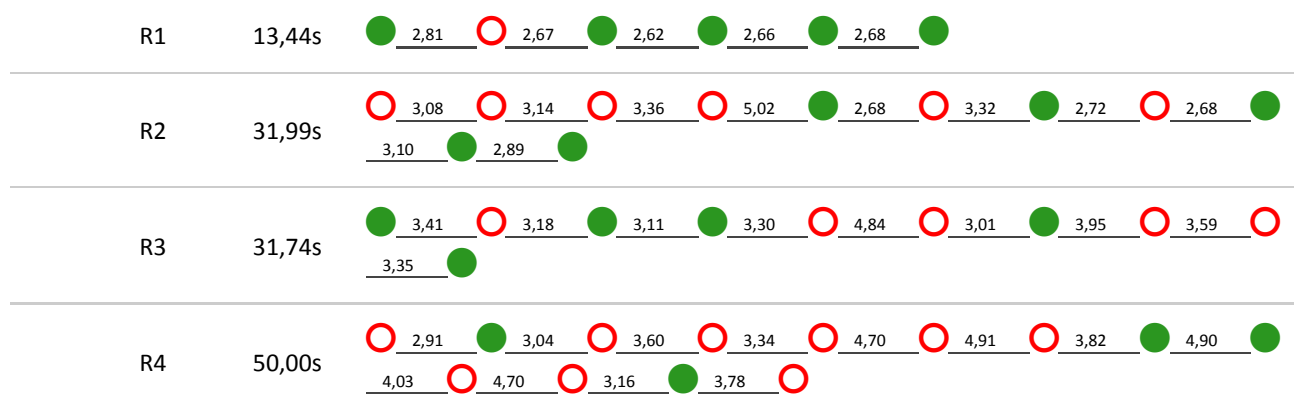 R1 13,44s 2,81 2,67 2,62 2,66 2,68
R2 31,99s 3,08 3,14 3,36 5,02 2,68 3,32 2,72 2,68
3,10 2,89
R3 31,74s 3,41 3,18 3,11 3,30 4,84 3,01 3,95 3,59
3,35
R4 50,00s 2,91 3,04 3,60 3,34 4,70 4,91 3,82 4,90
4,03 4,70 3,16 3,78